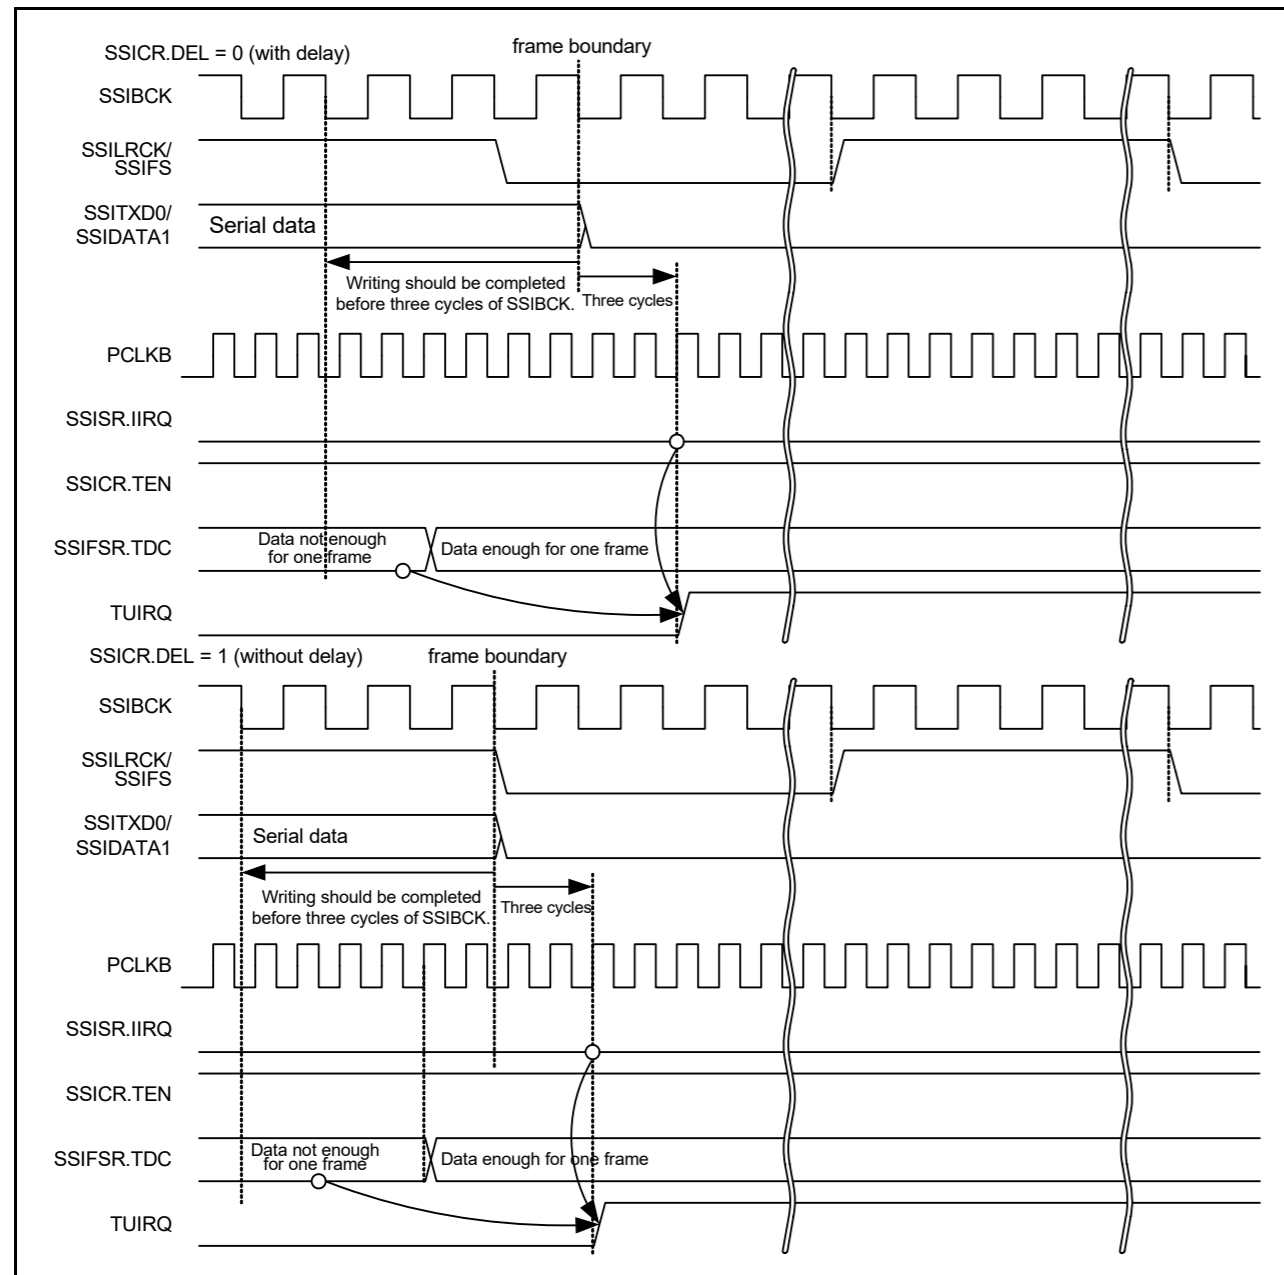 SSICR.DEL = 0 (with delay)
frame boundary
SSIBCK
SSILRCK/
SSIFS
SSITXD0/
SSIDATA1
Serial data
Writing should be completed
before three cycles of SSIBCK.
Three cycles
PCLKB
SSISR.IIRQ
SSICR.TEN
SSIFSR.TDC
Data not enough
for one frame
Data enough for one frame
TUIRQ
SSICR.DEL = 1 (without delay)
frame boundary
SSIBCK
SSILRCK/
SSIFS
SSITXD0/
SSIDATA1
Serial data
Writing should be completed
before three cycles of SSIBCK.
Three cycles
PCLKB
SSISR.IIRQ
SSICR.TEN
SSIFSR.TDC
Data not enough
for one frame
Data enough for one frame
TUIRQ